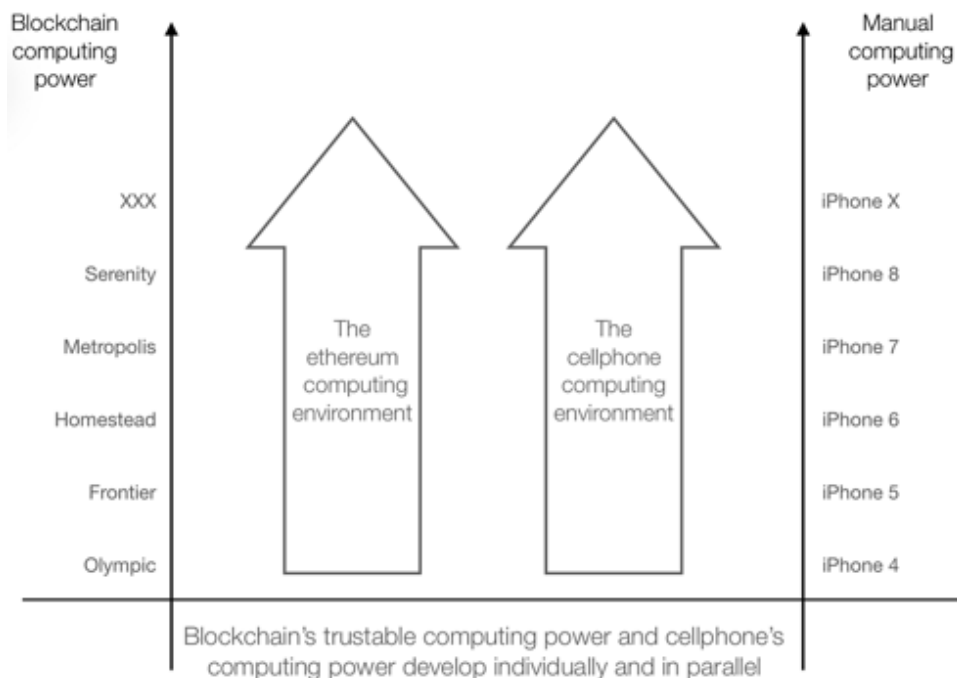 Blockchain
computing
power
Manual
computing
power
XXX
Serenity
Metropolis
Homestead
Frontier
Olympic
The
ethereum
computing
environment
The
cellphone
computing
environment
iPhone X
iPhone 8
iPhone 7
iPhone 6
iPhone 5
iPhone 4
Blockchain's trustable computing power and cellphone's
computing power develop individually and in parallel